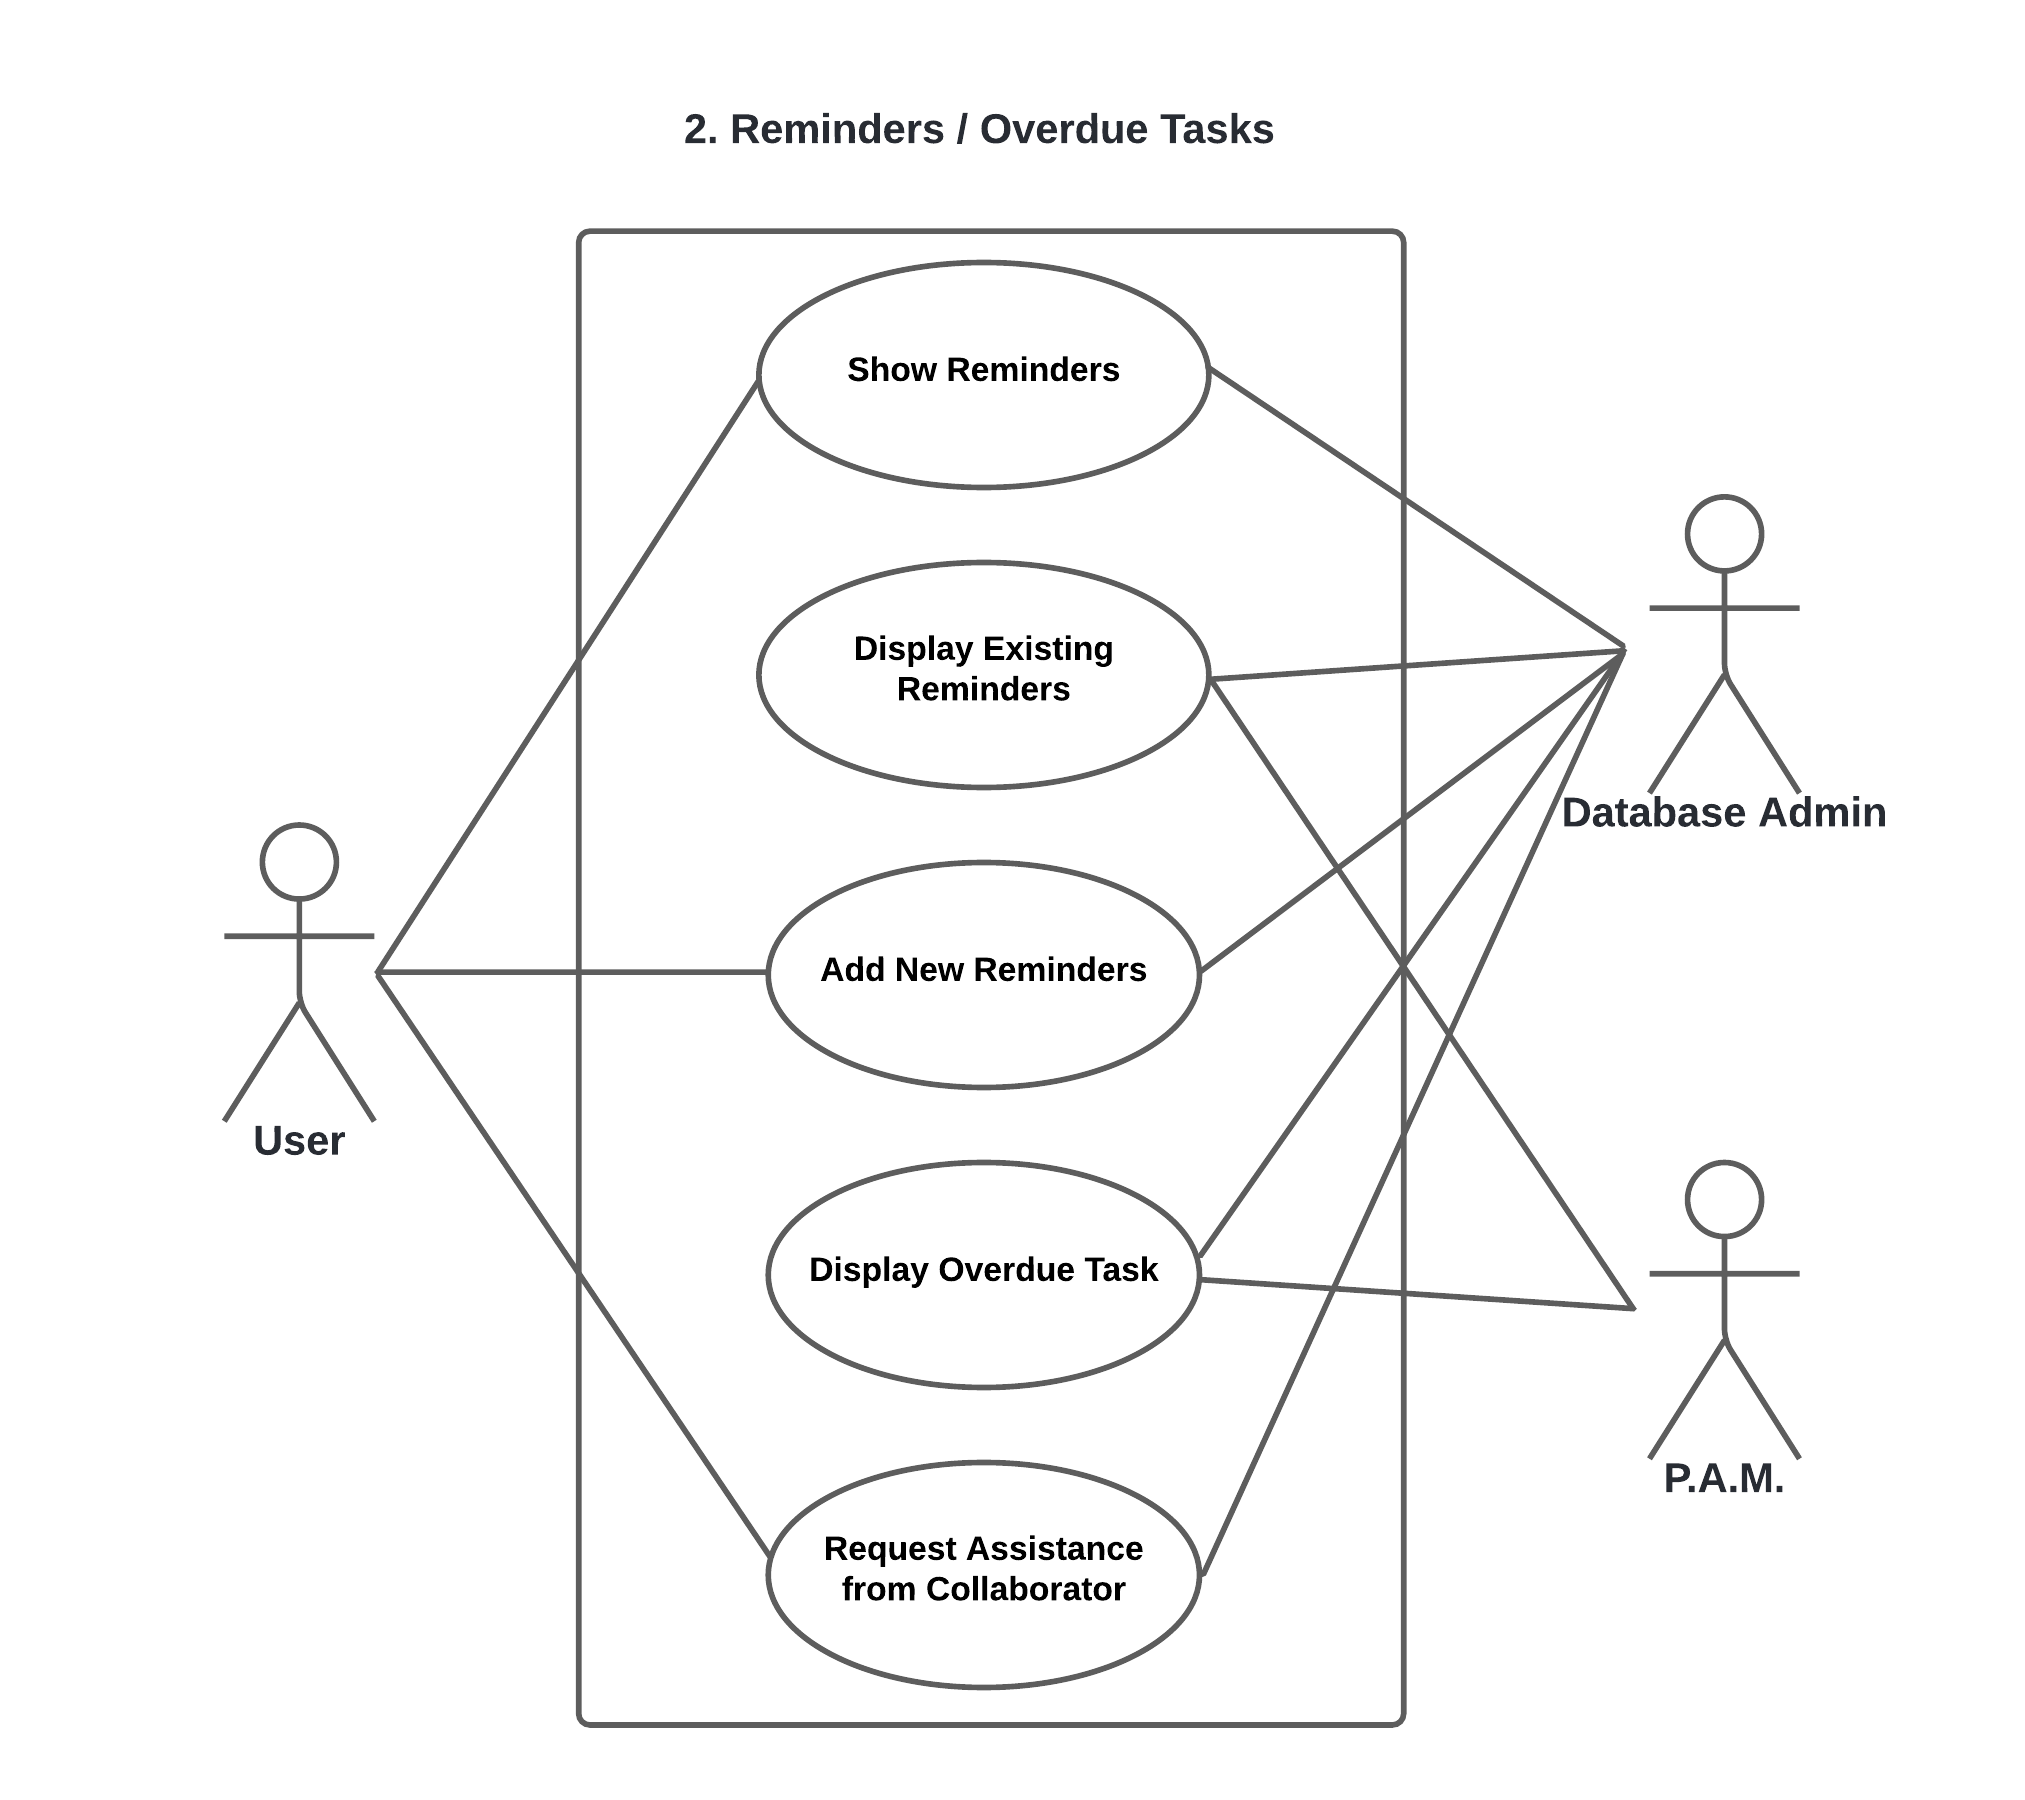 2. Reminders / Overdue Tasks
Show Reminders
Display Existing
Reminders
Database Admin
Add New Reminders
User
Display Overdue Task
P.A.M.
Request Assistance
from Collaborator